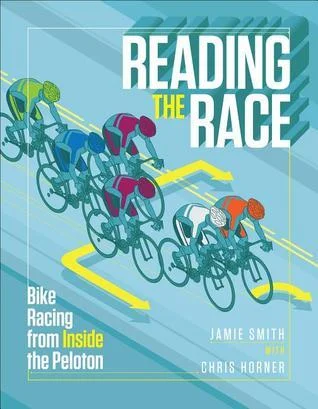 READING
THE
RACE
Bike
Racing
from Inside
the Peloton
JAMIE SMITH
WITH
CHRIS HORNER